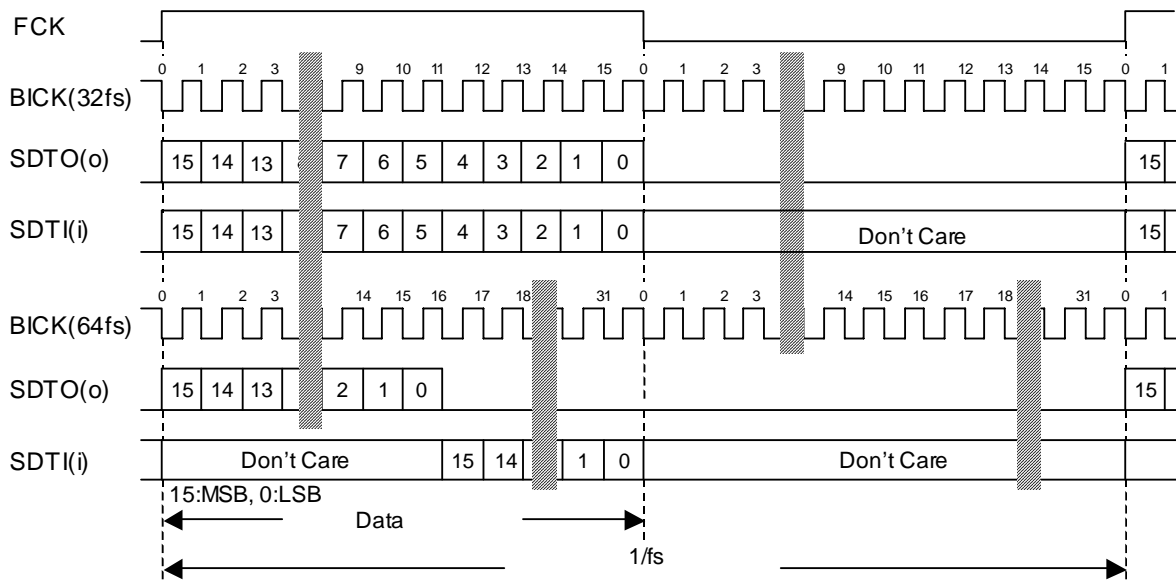 FCK
0 1 2 3 9 10 11 12 13 14 15 0 1 2 3 9 10 11 12 13 14 15 0 1
BICK(32fs)
SDTO(o) 15 14 13 7 6 5 4 3 2 1 0 15
SDTI(i) 15 14 13 7 6 5 4 3 2 1 0 Don't Care 15
0 1 2 3 14 15 16 17 18 31 0 1 2 3 14 15 16 17 18 31 0 1
BICK(64fs)
SDTO(o) 15 14 13 2 1 0 15
SDTI(i) Don't Care 15 14 1 0 Don't Care
15:MSB, 0:LSB
Data
1/fs